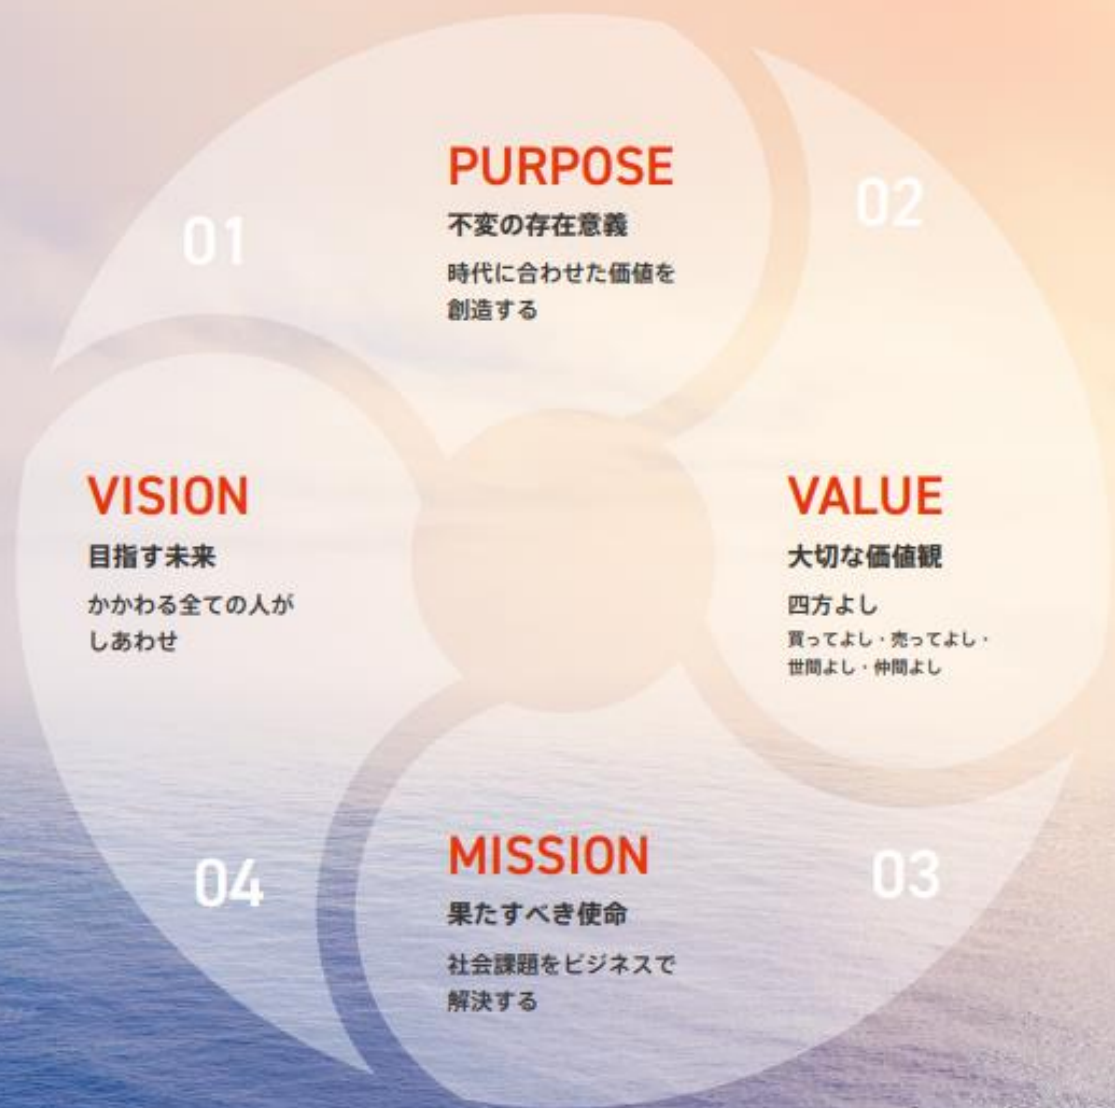 01
PURPOSE
不変の存在意義
時代に合わせた価値を
創造する
02
VALUE
大切な価値観
四方よし
買ってよし・売ってよし・
世間よし・仲間よし
03
MISSION
果たすべき使命
社会課題をビジネスで
解決する
04
VISION
目指す未来
かかわる全ての人が
しあわせ